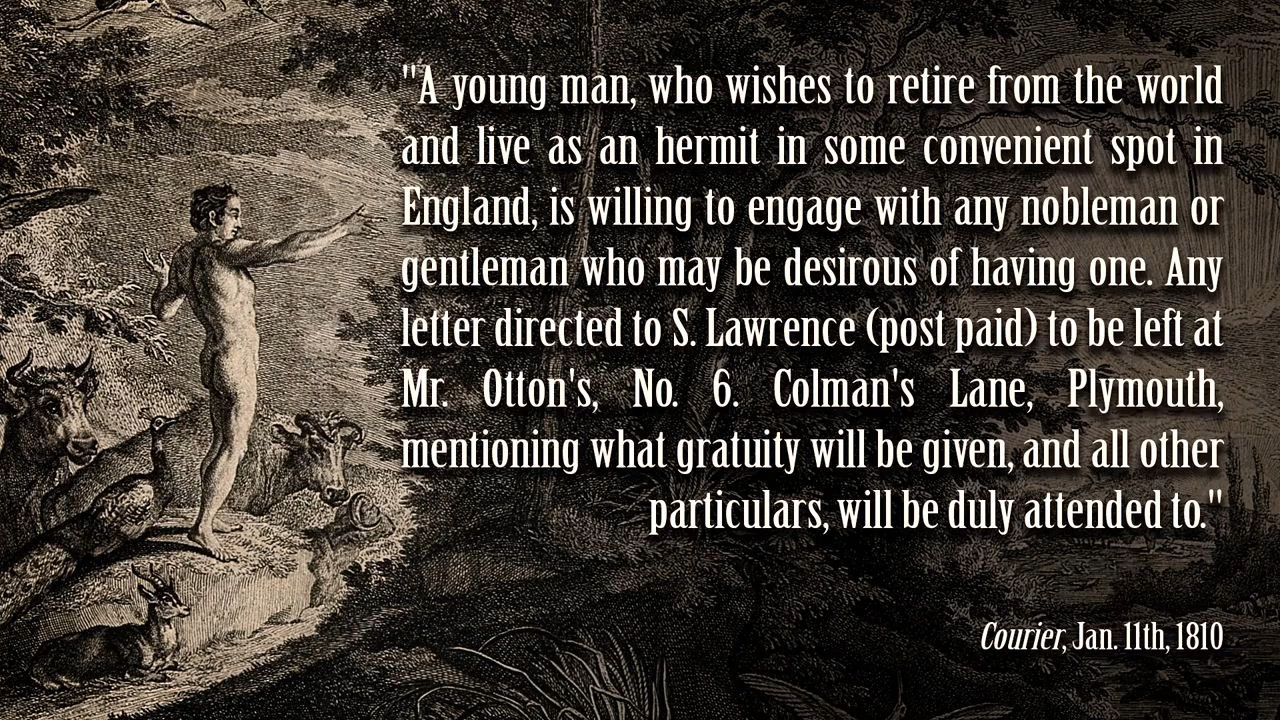 "A young man, who wishes to retire from the world
and live as an hermit in some convenient spot in
England, is willing to engage with any nobleman or
gentleman who may be desirous of having one. Any
letter directed to S. Lawrence (post paid) to be left at
Mr. Otton's, No. 6. Colman's Lane, Plymouth,
mentioning what gratuity will be given, and all other
particulars, will be duly attended to."
Courier, Jan. 11th, 1810